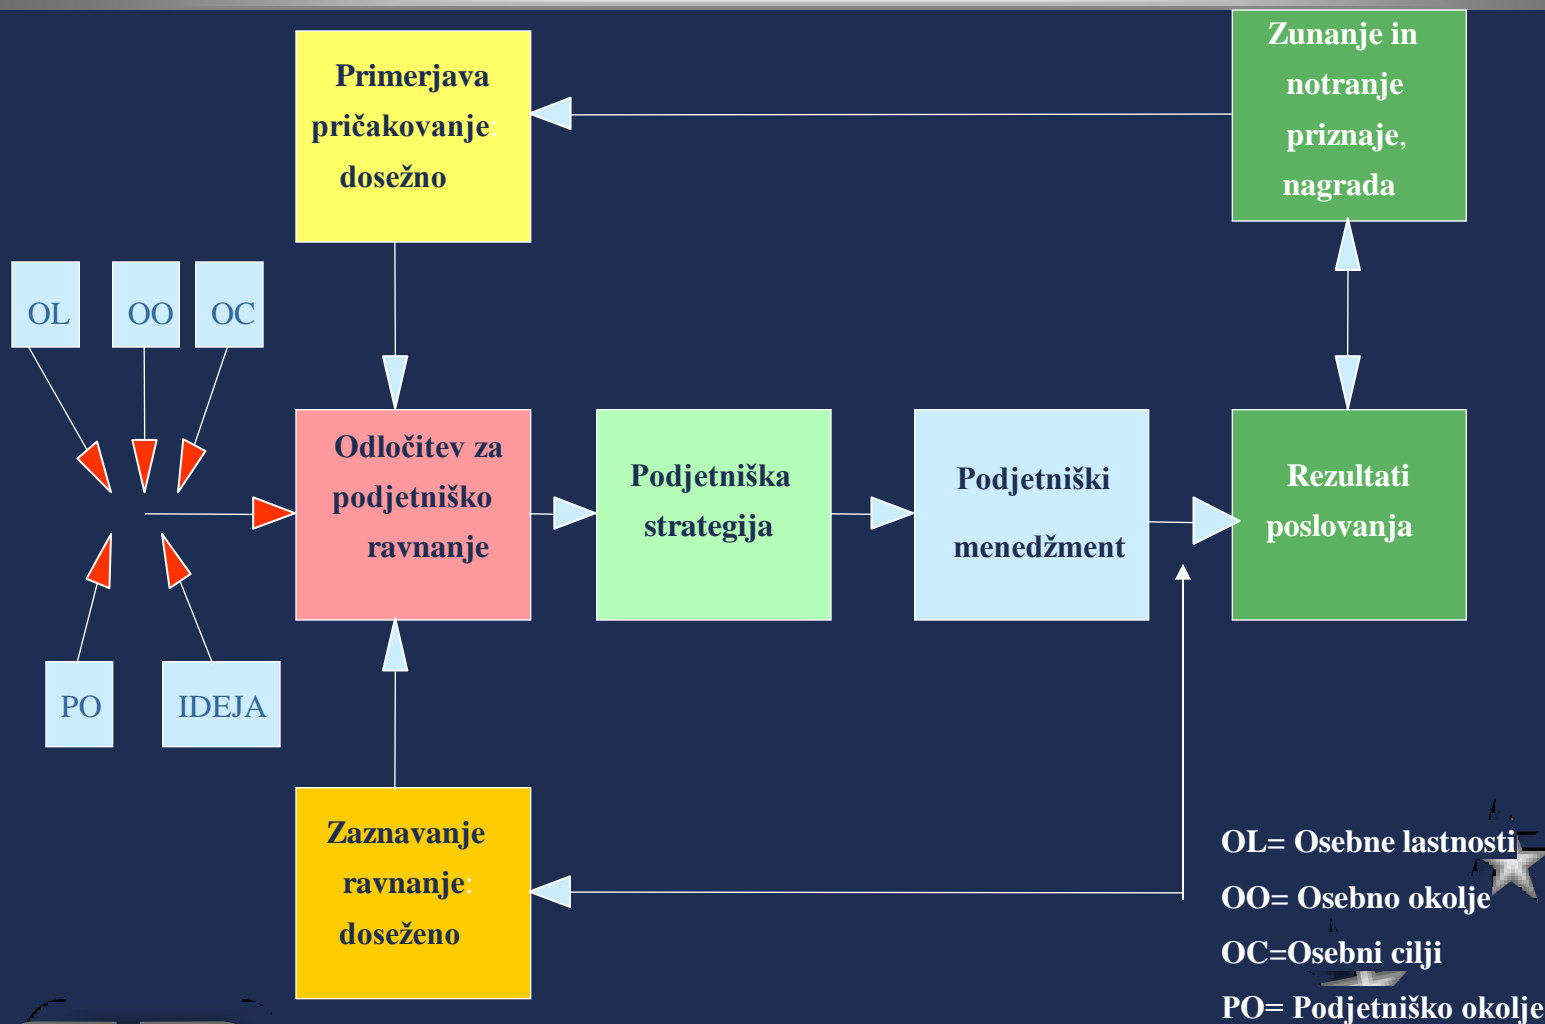 Primerjava
pričakovanje:
dosežno
Zunanje in
notranje
priznaje,
nagrada
OL
OO
OC
Odločitev za
podjetniško
ravnanje
Podjetniška
strategija
Podjetniški
menedžment
Rezultati
poslovanja
PO
IDEJA
Zaznavanje
ravnanje:
doseženo
OL= Osebne lastnosti
OO= Osebno okolje
OC=Osebni cilji
PO= Podjetniško okolje